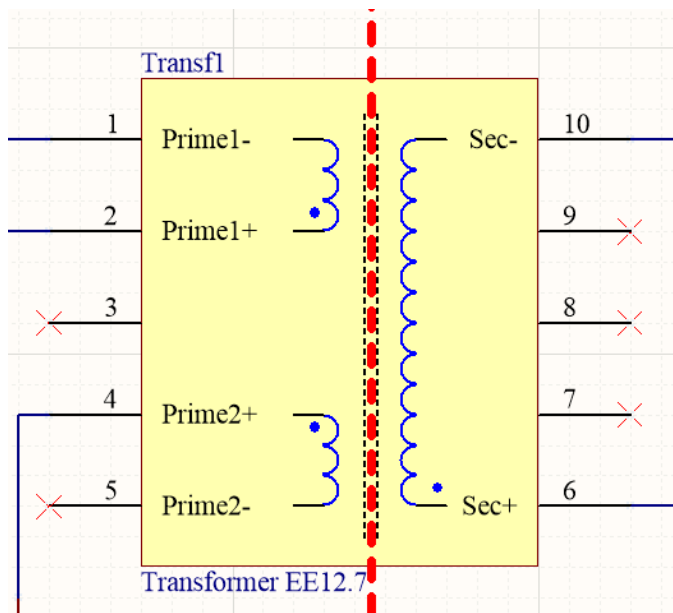 Transf1
1 Prime1- Sec- 10
2 Prime1+ 9
3 8
4 Prime2+ 7
5 Prime2- Sec+ 6
Transformer EE12.7